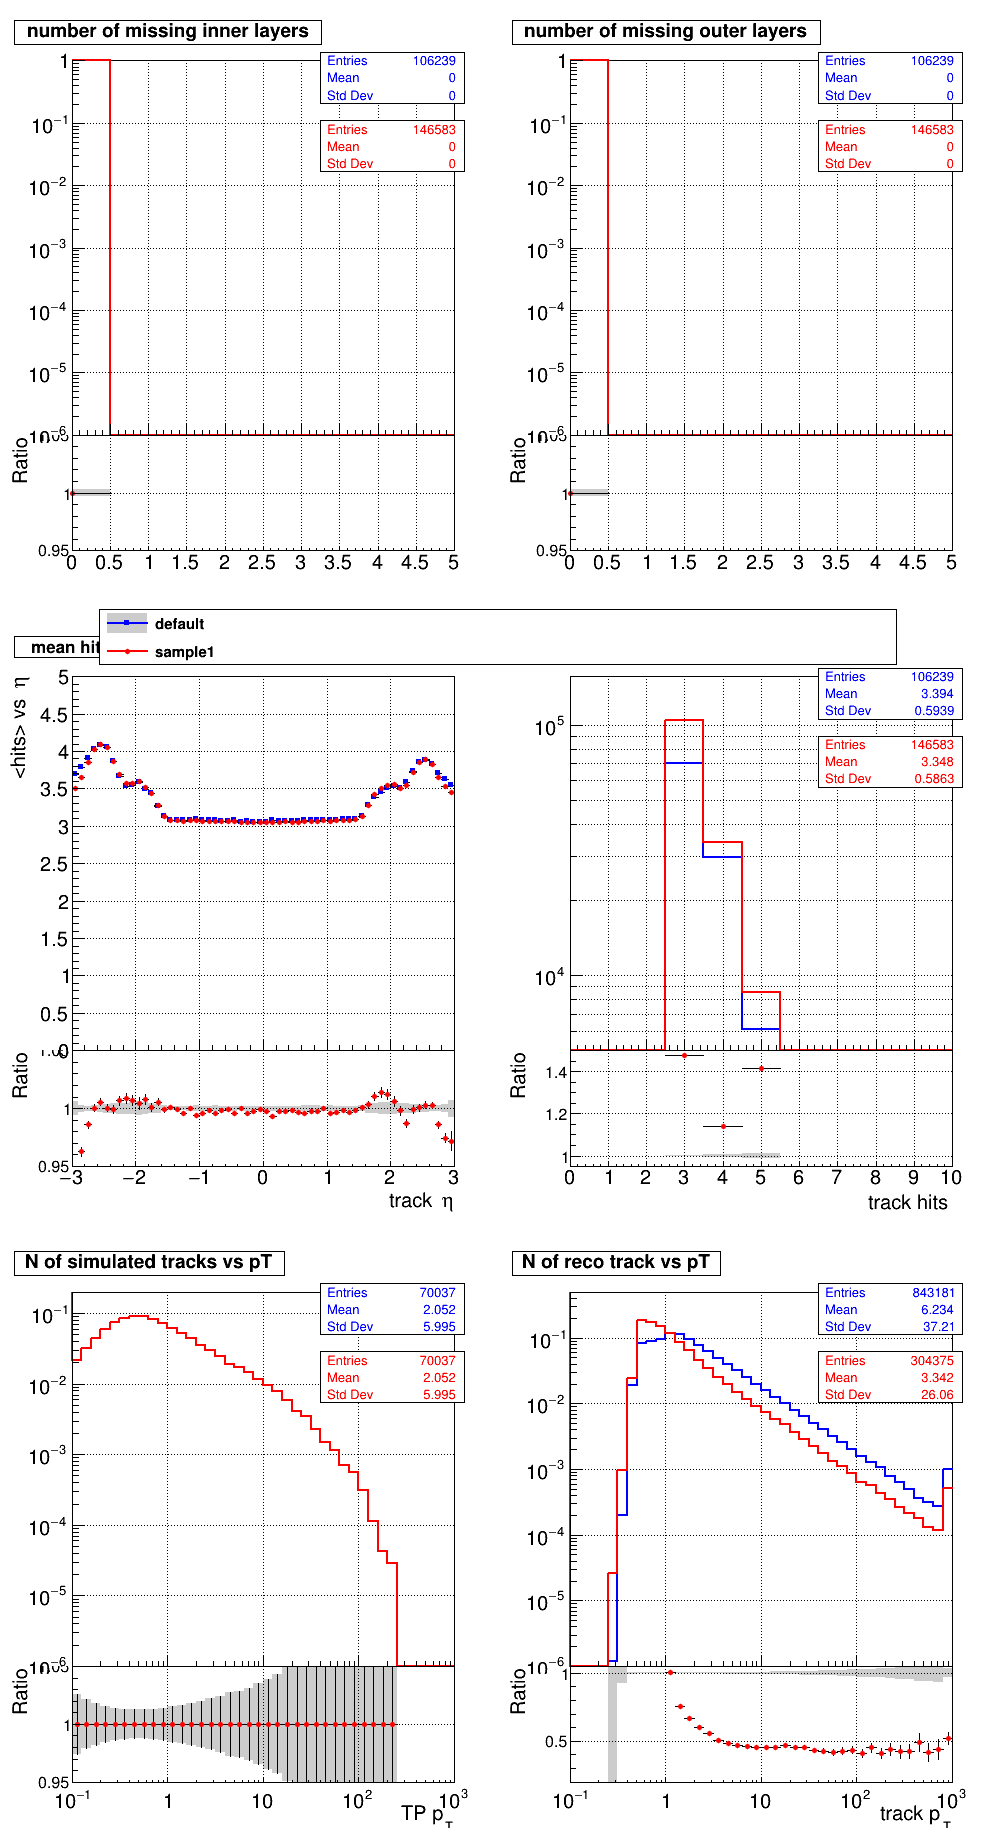 number of missing inner layers
number of missing outer layers
Entries 106239
Mean 0
Std Dev 0
Entries 146583
Mean 0
Std Dev 0
Entries 106239
Mean 0
Std Dev 0
Entries 146583
Mean 0
Std Dev 0
1
10⁻¹
10⁻²
10⁻³
10⁻⁴
10⁻⁵
10⁻⁶
1
10⁻¹
10⁻²
10⁻³
10⁻⁴
10⁻⁵
10⁻⁶
Ratio
1
0.95
Ratio
1
0.95
0 0.5 1 1.5 2 2.5 3 3.5 4 4.5 5
0 0.5 1 1.5 2 2.5 3 3.5 4 4.5 5
default
sample1
mean hit
<hits> vs η
5
4.5
4
3.5
3
2.5
2
1.5
1
0.5
0
Entries 106239
Mean 3.394
Std Dev 0.5939
Entries 146583
Mean 3.348
Std Dev 0.5863
10⁵
10⁴
Ratio
1
0.95
Ratio
1.4
1.2
1
−3 −2 −1 0 1 2 3
track η
0 1 2 3 4 5 6 7 8 9 10
track hits
N of simulated tracks vs pT
N of reco track vs pT
Entries 70037
Mean 2.052
Std Dev 5.995
Entries 70037
Mean 2.052
Std Dev 5.995
Entries 843181
Mean 6.234
Std Dev 37.21
Entries 304375
Mean 3.342
Std Dev 26.06
10⁻¹
10⁻²
10⁻³
10⁻⁴
10⁻⁵
10⁻⁶
10⁻¹
10⁻²
10⁻³
10⁻⁴
10⁻⁵
10⁻⁶
Ratio
1
0.95
Ratio
1
0.5
10⁻¹ 1 10 10² 10³
TP p_T
10⁻¹ 1 10 10² 10³
track p_T